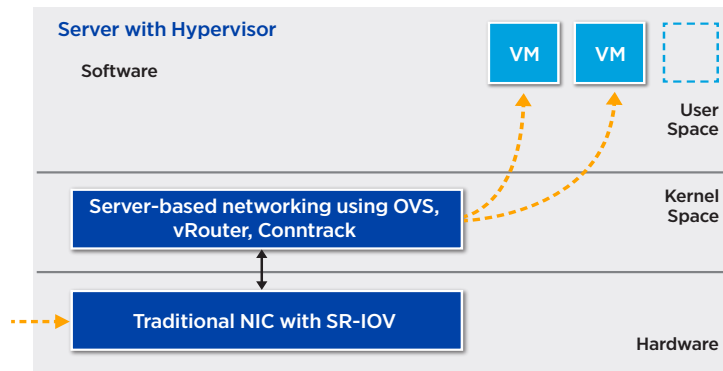 Server with Hypervisor
Software
VM
VM
User
Space
Server-based networking using OVS,
vRouter, Conntrack
Kernel
Space
Traditional NIC with SR-IOV
Hardware